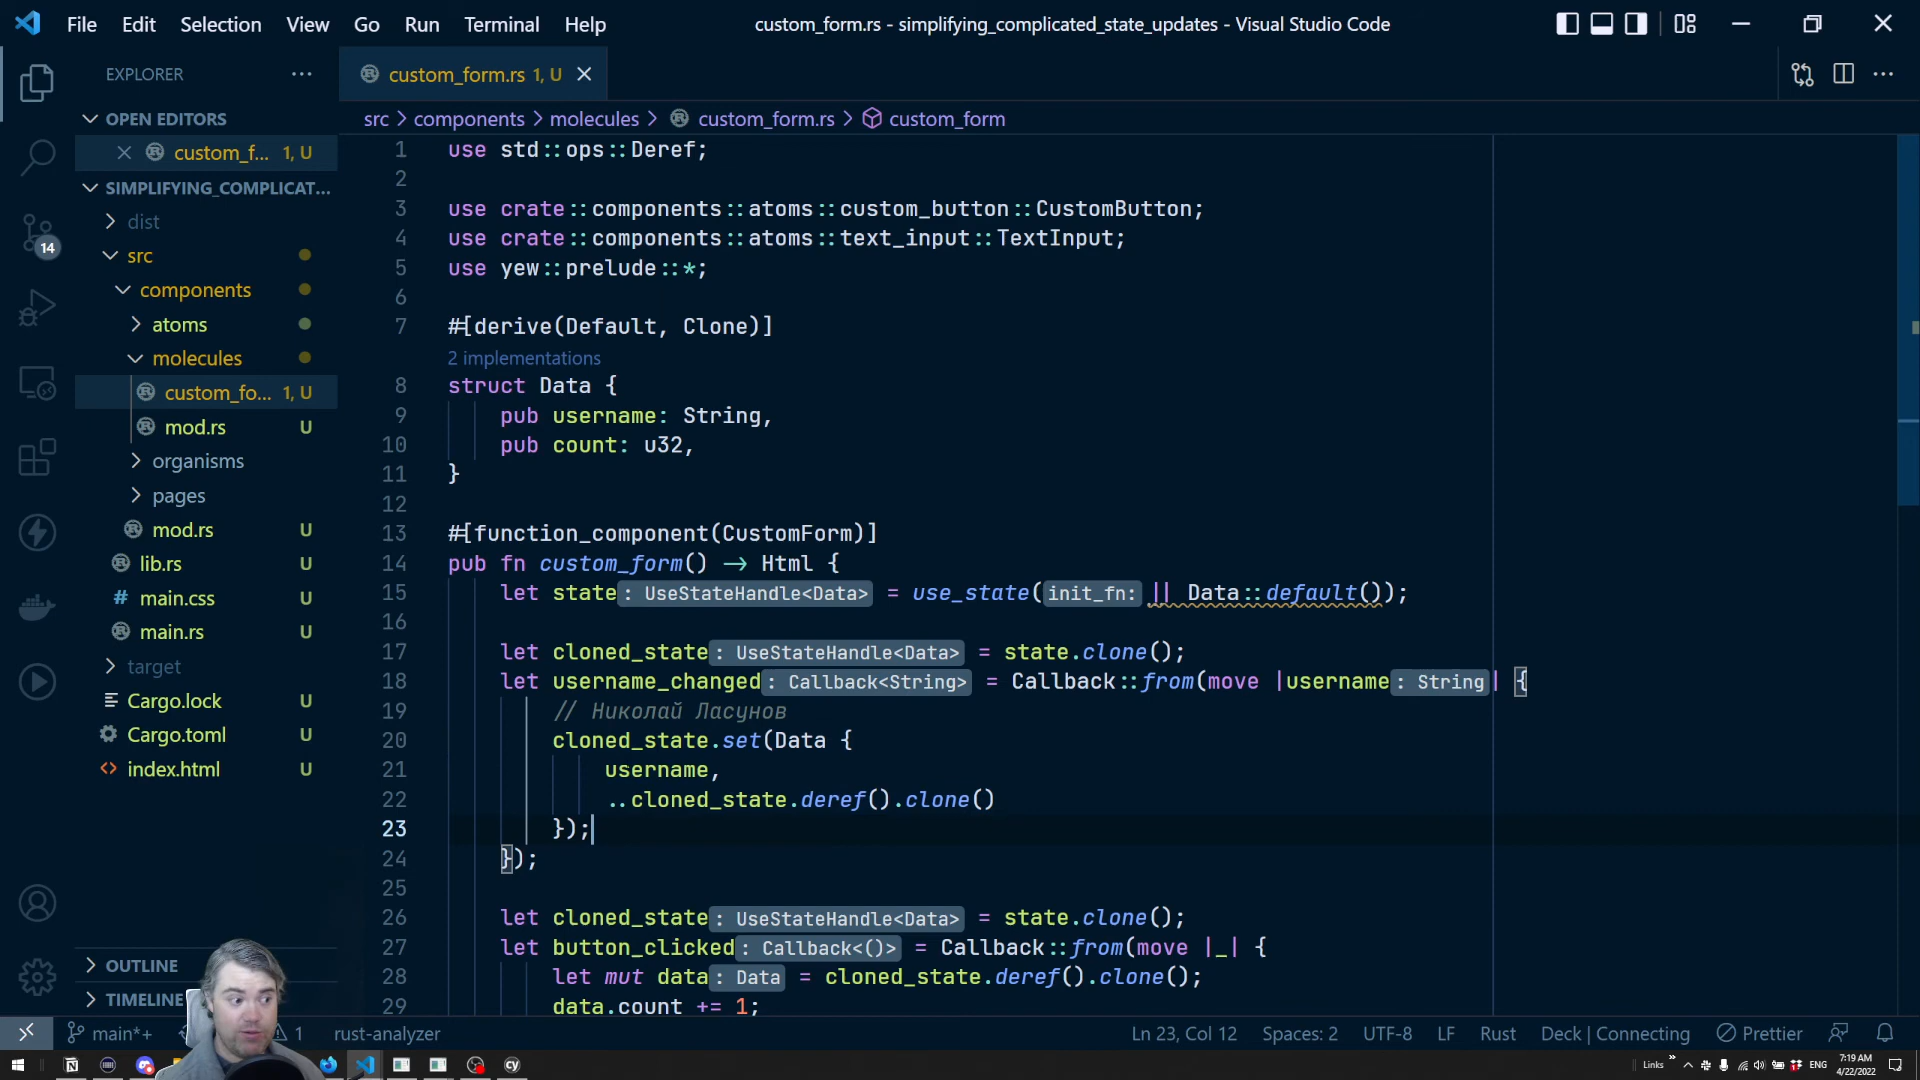 File Edit Selection View Go Run Terminal Help
custom_form.rs - simplifying_complicated_state_updates - Visual Studio Code
EXPLORER
custom_form.rs 1, U
OPEN EDITORS
custom_f... 1, U
SIMPLIFYING_COMPLICAT...
dist
src
components
atoms
molecules
custom_fo... 1, U
mod.rs U
organisms
pages
mod.rs U
lib.rs U
main.css U
main.rs U
target
Cargo.lock U
Cargo.toml U
index.html U
OUTLINE
TIMELINE
14
src > components > molecules > custom_form.rs > custom_form
1 use std::ops::Deref;
2
3 use crate::components::atoms::custom_button::CustomButton;
4 use crate::components::atoms::text_input::TextInput;
5 use yew::prelude::*;
6
7 #[derive(Default, Clone)]
2 implementations
8 struct Data {
9 pub username: String,
10 pub count: u32,
11 }
12
13 #[function_component(CustomForm)]
14 pub fn custom_form() -> Html {
15 let state: UseStateHandle<Data> = use_state(init_fn: || Data::default());
16
17 let cloned_state: UseStateHandle<Data> = state.clone();
18 let username_changed: Callback<String> = Callback::from(move |username: String| {
19 // Николай Ласунов
20 cloned_state.set(Data {
21 username,
22 ..cloned_state.deref().clone()
23 });
24 });
25
26 let cloned_state: UseStateHandle<Data> = state.clone();
27 let button_clicked: Callback<()> = Callback::from(move |_| {
28 let mut data: Data = cloned_state.deref().clone();
29 data.count += 1;
main*+ 1 rust-analyzer Ln 23, Col 12 Spaces: 2 UTF-8 LF Rust Deck | Connecting Prettier
Links » ENG 7:19 AM
4/22/2022